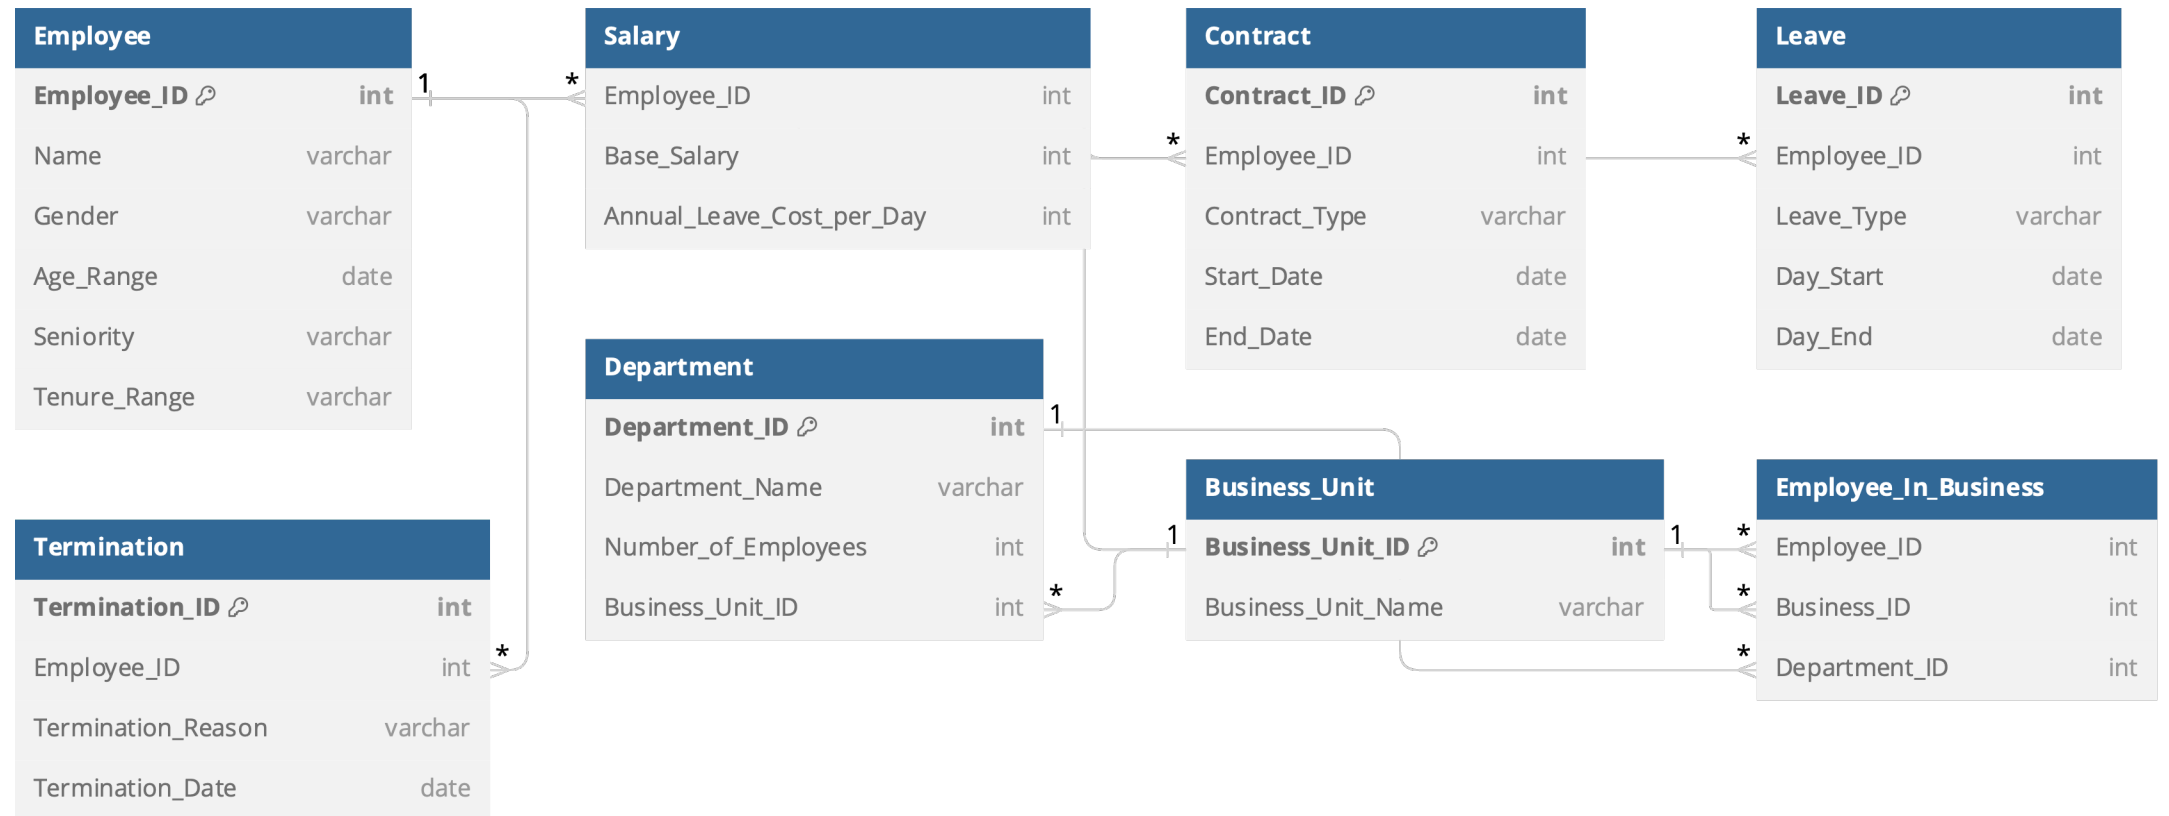 Employee
Employee_ID int
Name varchar
Gender varchar
Age_Range date
Seniority varchar
Tenure_Range varchar
1
*
Salary
Employee_ID int
Base_Salary int
Annual_Leave_Cost_per_Day int
*
Contract
Contract_ID int
Employee_ID int
Contract_Type varchar
Start_Date date
End_Date date
*
Leave
Leave_ID int
Employee_ID int
Leave_Type varchar
Day_Start date
Day_End date
Department
Department_ID int
Department_Name varchar
Number_of_Employees int
Business_Unit_ID int
1
*
1
Business_Unit
Business_Unit_ID int
Business_Unit_Name varchar
1
*
*
*
Employee_In_Business
Employee_ID int
Business_ID int
Department_ID int
Termination
Termination_ID int
Employee_ID int
Termination_Reason varchar
Termination_Date date
*